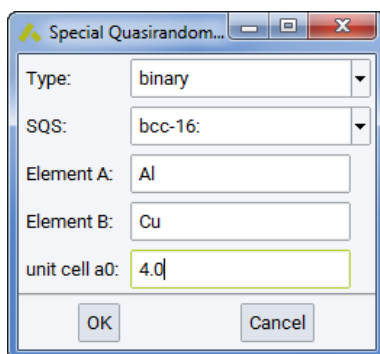 Special Quasirandom...
Type: binary
SQS: bcc-16:
Element A: Al
Element B: Cu
unit cell a0: 4.0
OK Cancel